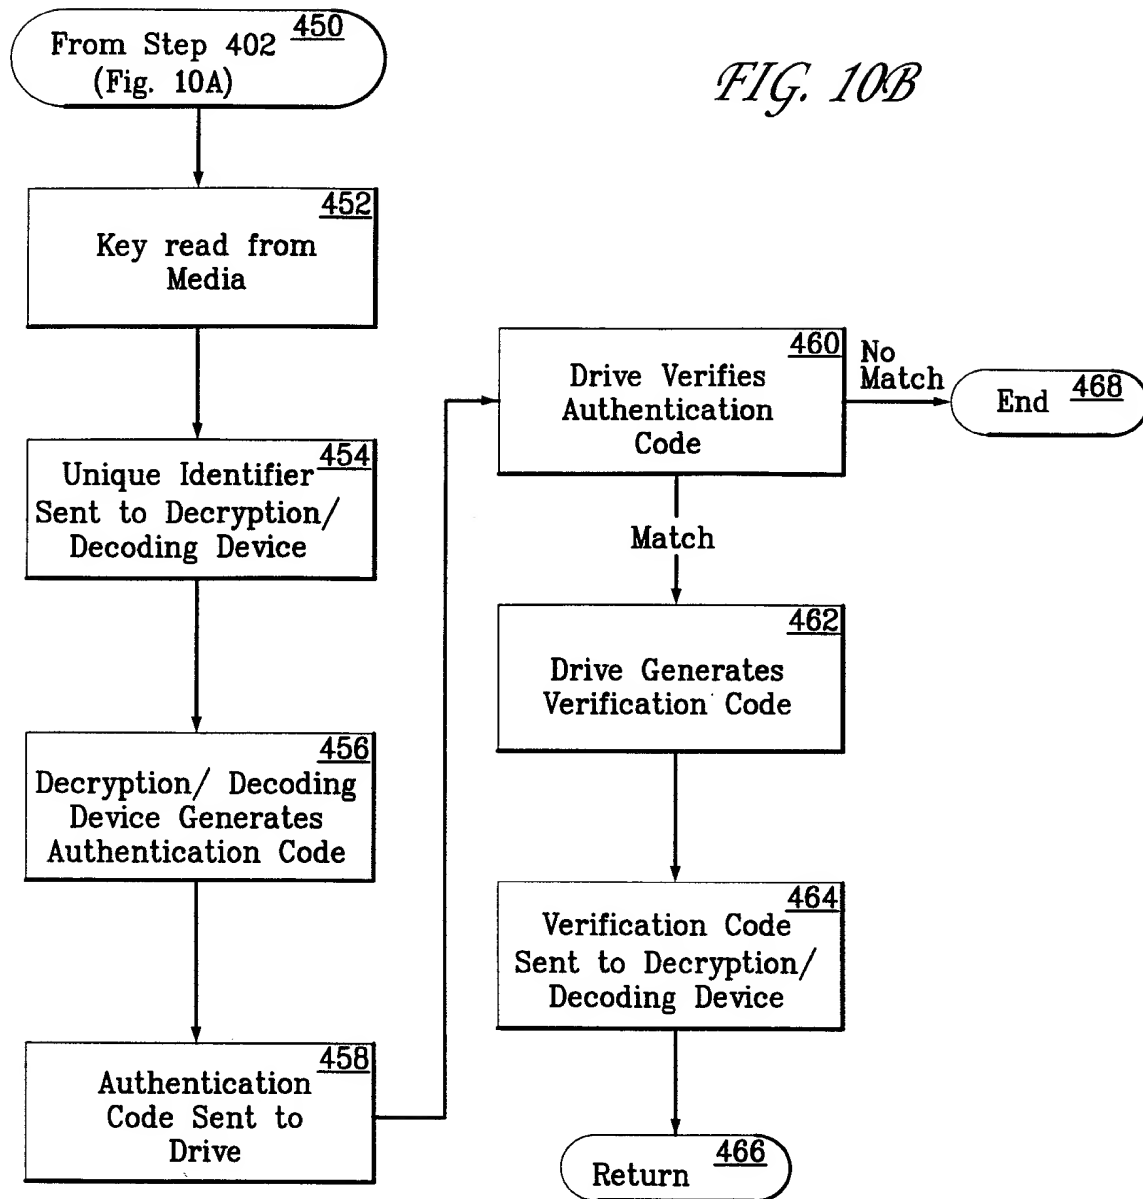 FIG. 10B
From Step 402 450
(Fig. 10A)
452
Key read from
Media
454
Unique Identifier
Sent to Decryption/
Decoding Device
456
Decryption/ Decoding
Device Generates
Authentication Code
458
Authentication
Code Sent to
Drive
460
Drive Verifies
Authentication
Code
No
Match
End 468
Match
462
Drive Generates
Verification Code
464
Verification Code
Sent to Decryption/
Decoding Device
Return 466